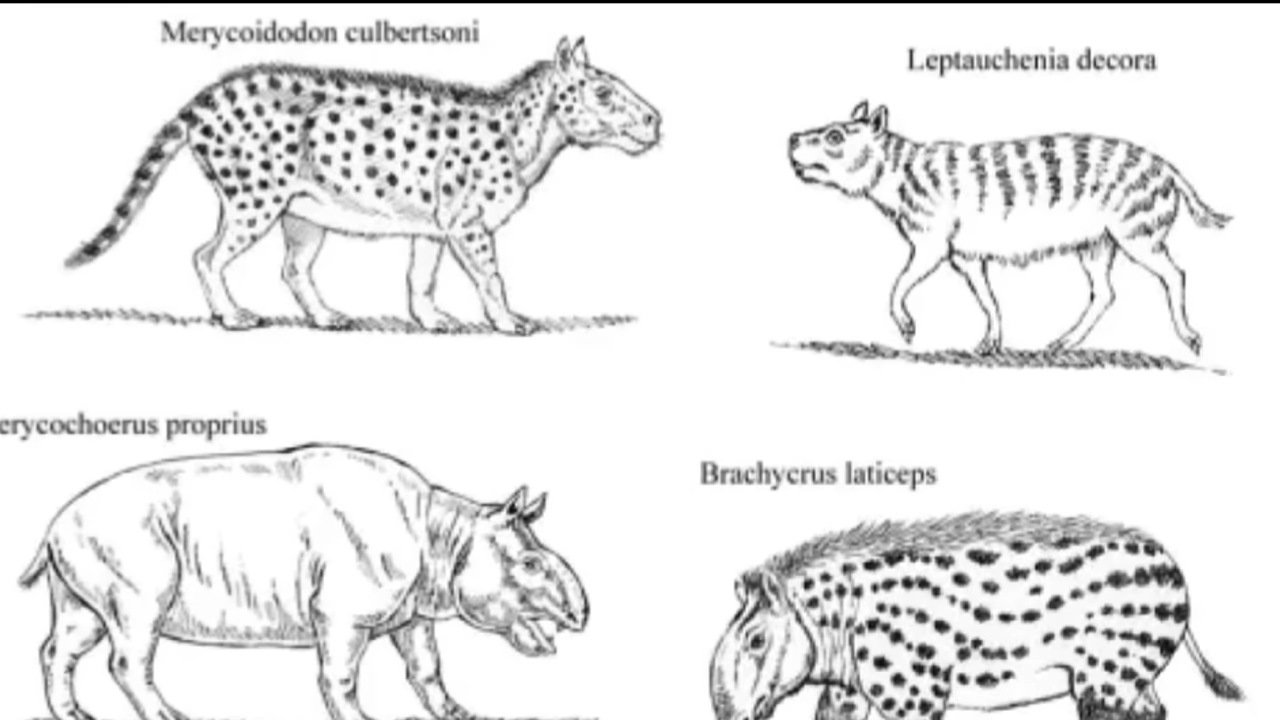 Merycoidodon culbertsoni
Leptauchenia decora
erycochoerus proprius
Brachycrus laticeps